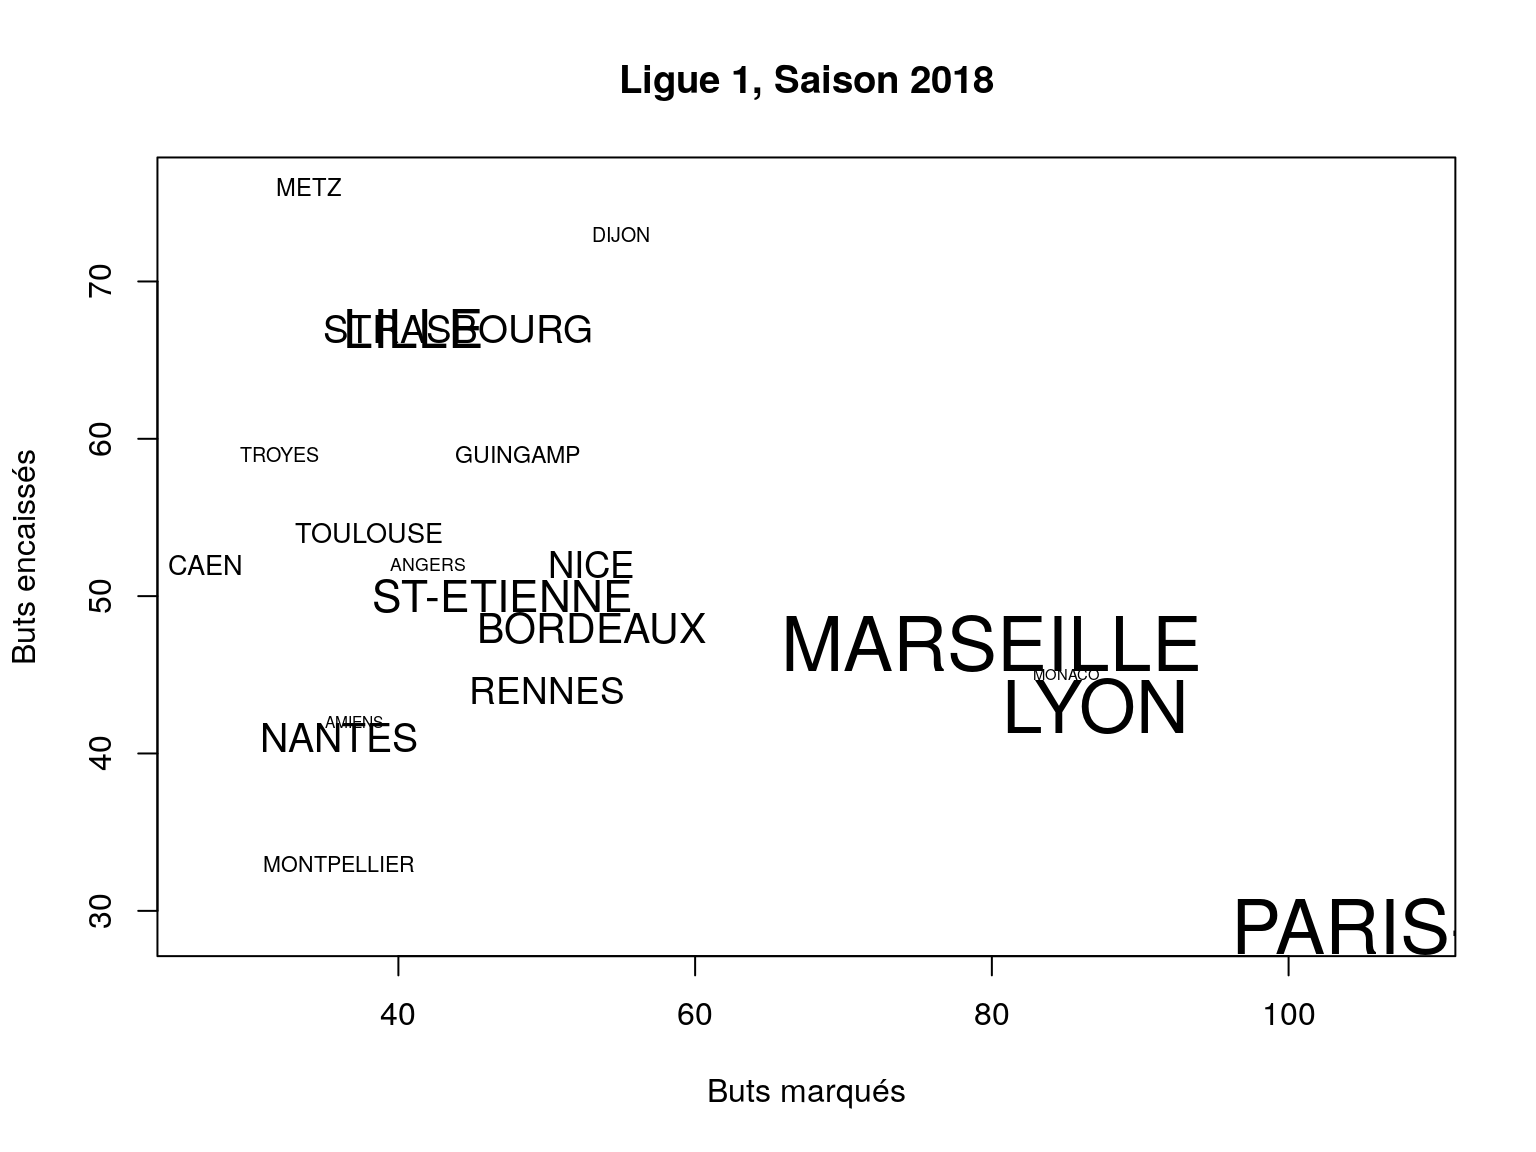 Ligue 1, Saison 2018
METZ
DIJON
70
LILLE
STRASBOURG
60
TROYES
GUINGAMP
TOULOUSE
CAEN
ANGERS
NICE
50
ST-ETIENNE
BORDEAUX
MARSEILLE
MONACO
RENNES
LYON
AMIENS
NANTES
40
MONTPELLIER
30
PARIS
Buts encaissés
40 60 80 100
Buts marqués